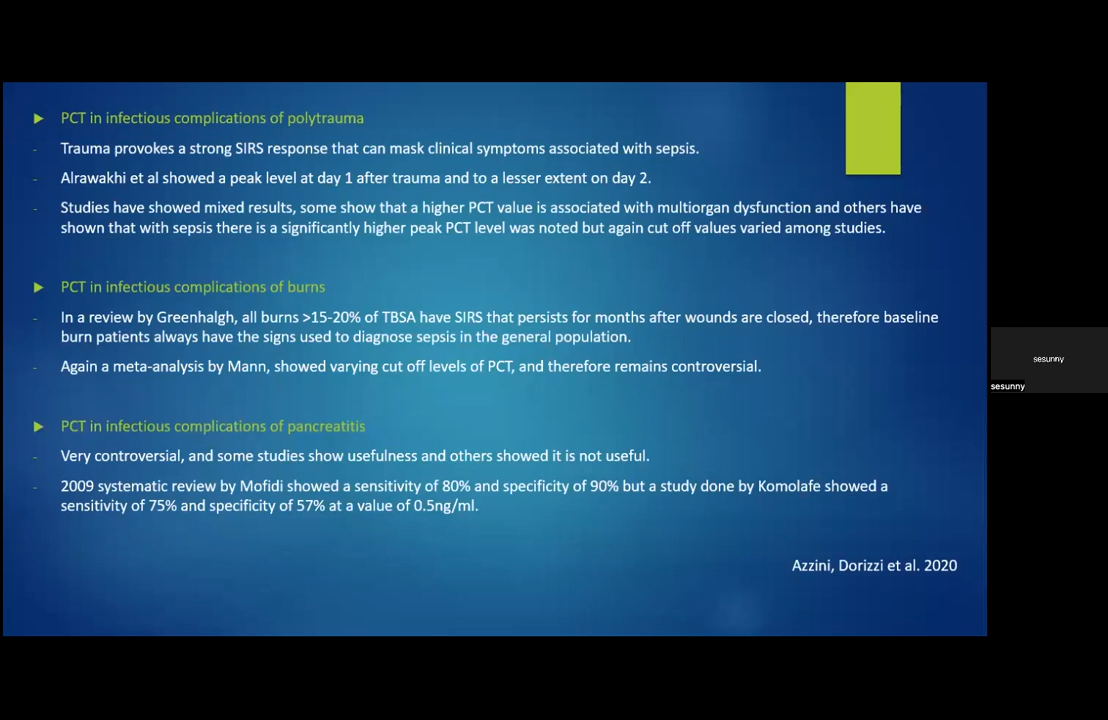 PCT in infectious complications of polytrauma
- Trauma provokes a strong SIRS response that can mask clinical symptoms associated with sepsis.
- Alrawakhi et al showed a peak level at day 1 after trauma and to a lesser extent on day 2.
- Studies have showed mixed results, some show that a higher PCT value is associated with multiorgan dysfunction and others have
shown that with sepsis there is a significantly higher peak PCT level was noted but again cut off values varied among studies.
PCT in infectious complications of burns
- In a review by Greenhalgh, all burns >15-20% of TBSA have SIRS that persists for months after wounds are closed, therefore baseline
burn patients always have the signs used to diagnose sepsis in the general population.
- Again a meta-analysis by Mann, showed varying cut off levels of PCT, and therefore remains controversial.
PCT in infectious complications of pancreatitis
- Very controversial, and some studies show usefulness and others showed it is not useful.
- 2009 systematic review by Mofidi showed a sensitivity of 80% and specificity of 90% but a study done by Komolafe showed a
sensitivity of 75% and specificity of 57% at a value of 0.5ng/ml.
Azzini, Dorizzi et al. 2020
sesunny
sesunny